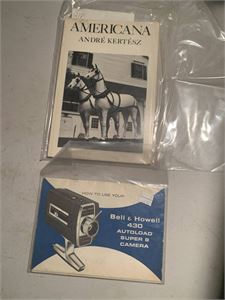 AMERICANA
ANDRÉ KERTÉSZ
HOW TO USE YOUR
Bell & Howell
430
AUTOLOAD
SUPER 8
CAMERA